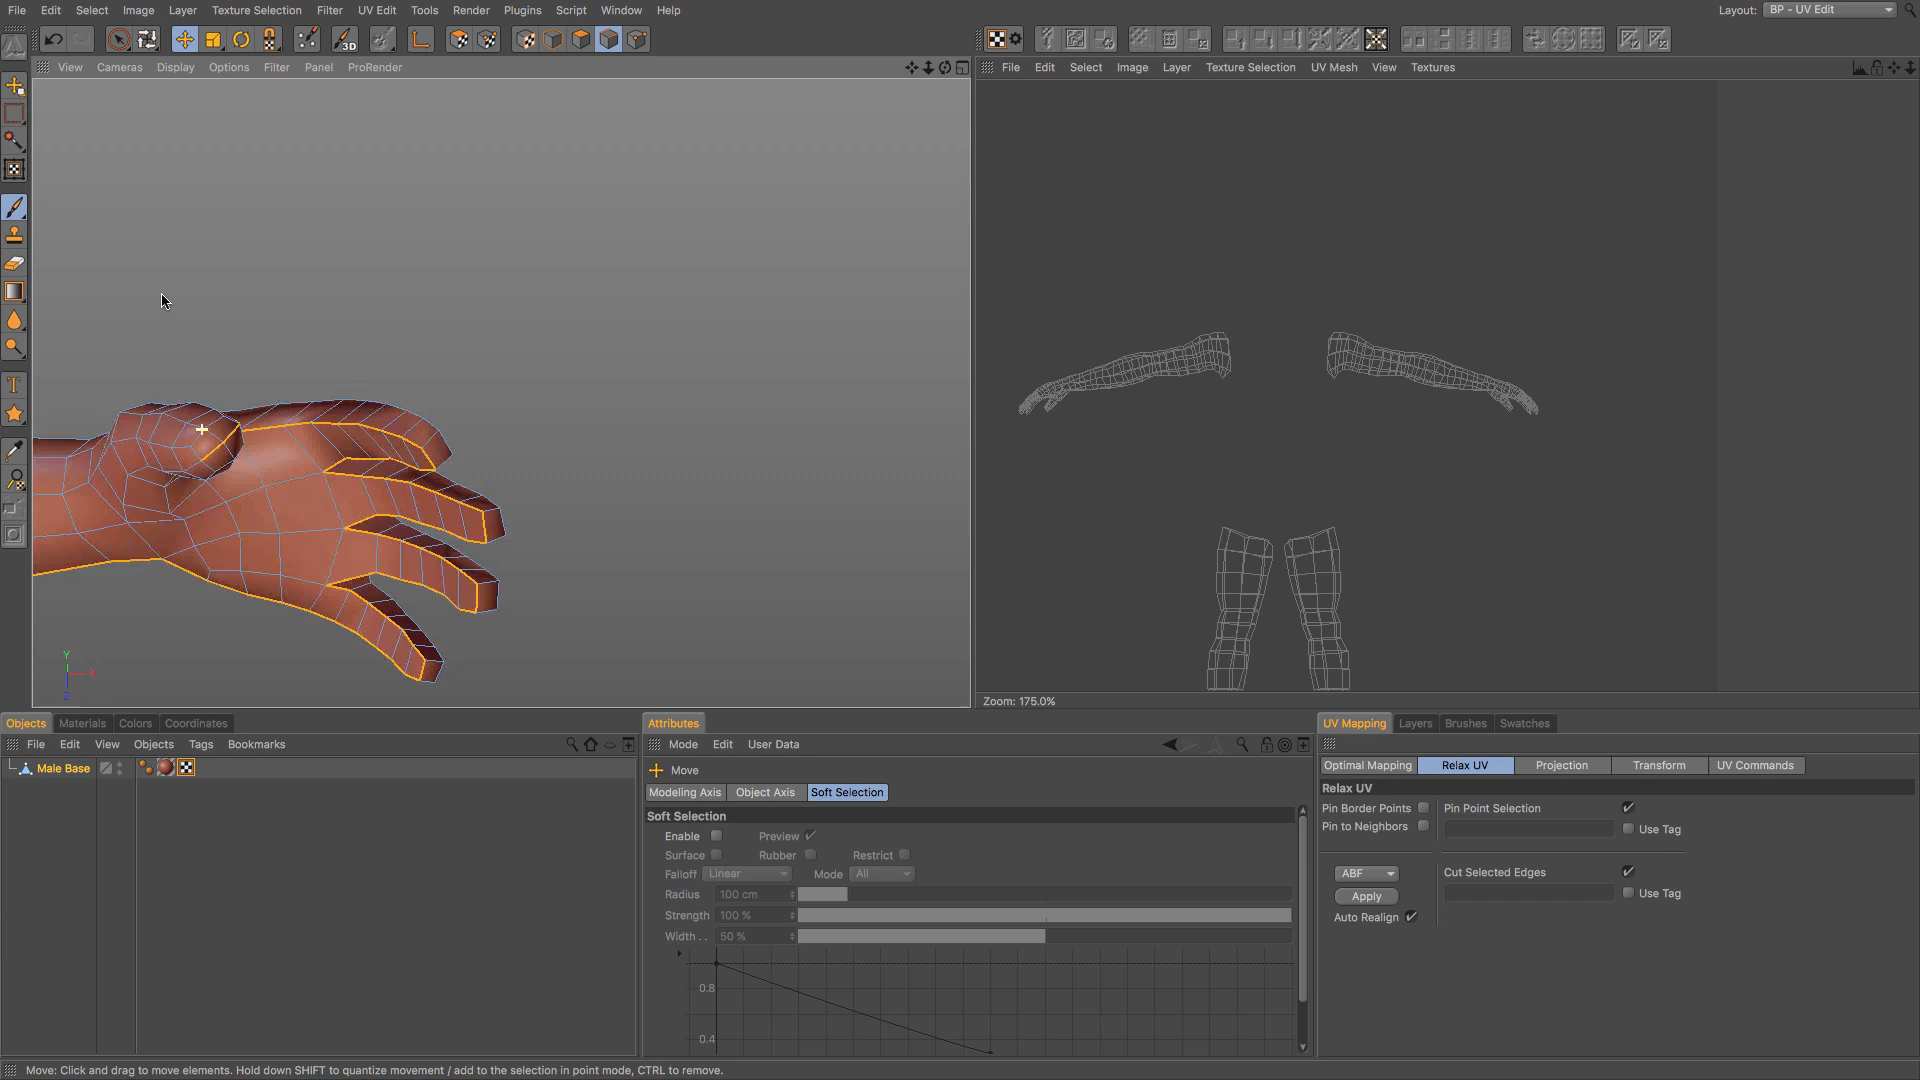 File Edit Select Image Layer Texture Selection Filter UV Edit Tools Render Plugins Script Window Help
Layout: BP - UV Edit
3D
View Cameras Display Options Filter Panel ProRender
File Edit Select Image Layer Texture Selection UV Mesh View Textures
T
Y
X
Z
Zoom: 175.0%
Objects Materials Colors Coordinates
File Edit View Objects Tags Bookmarks
Male Base
Attributes
Mode Edit User Data
Move
Modeling Axis Object Axis Soft Selection
Soft Selection
Enable Preview
Surface Rubber Restrict
Falloff Linear Mode All
Radius 100 cm
Strength 100 %
Width . . 50 %
0.8
0.4
UV Mapping Layers Brushes Swatches
Optimal Mapping Relax UV Projection Transform UV Commands
Relax UV
Pin Border Points Pin Point Selection
Pin to Neighbors Use Tag
ABF Cut Selected Edges
Apply Use Tag
Auto Realign
Move: Click and drag to move elements. Hold down SHIFT to quantize movement / add to the selection in point mode, CTRL to remove.